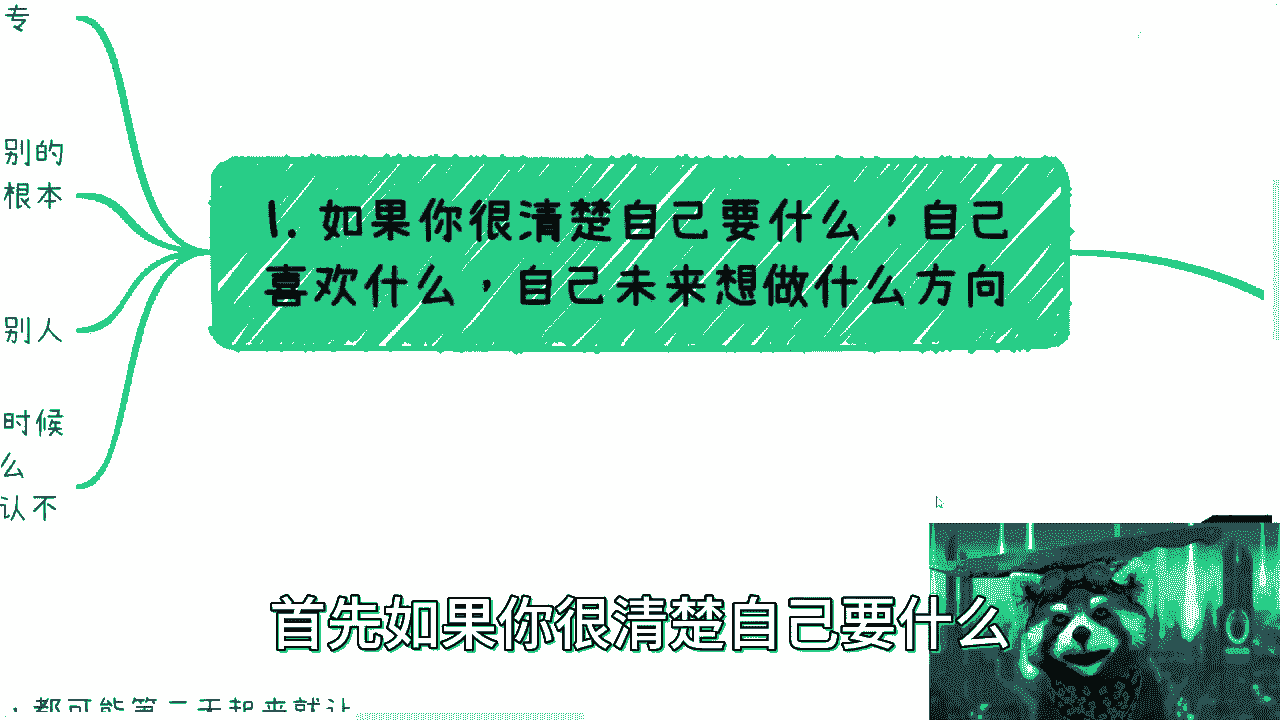 专
别的
根本
别人
时候
么
认不
1. 如果你很清楚自己要什么，自己
喜欢什么，自己未来想做什么方向
首先如果你很清楚自己要什么
，都可能第二天起来就让